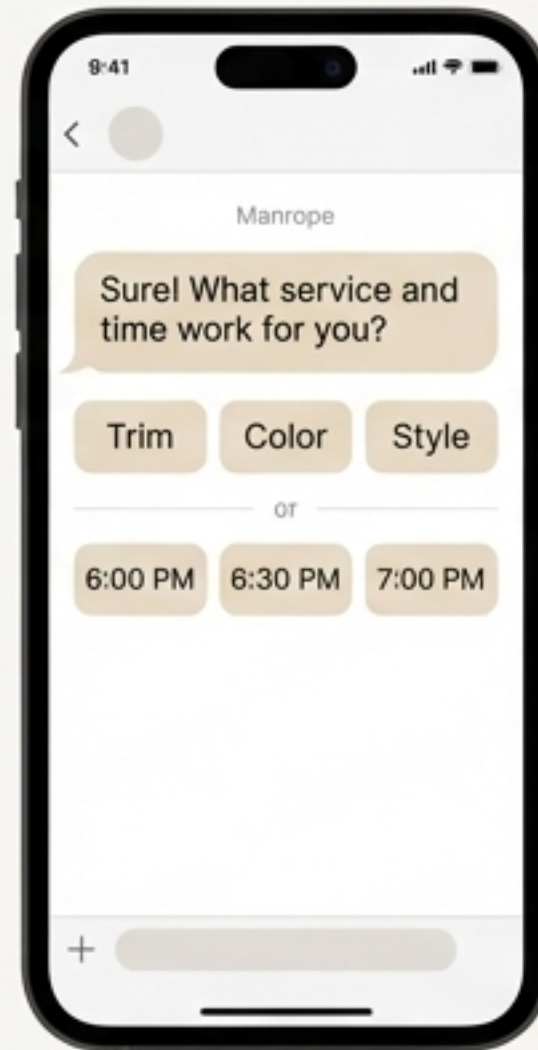 9:41
Manrope
Surel What service and
time work for you?
Trim Color Style
or
6:00 PM 6:30 PM 7:00 PM